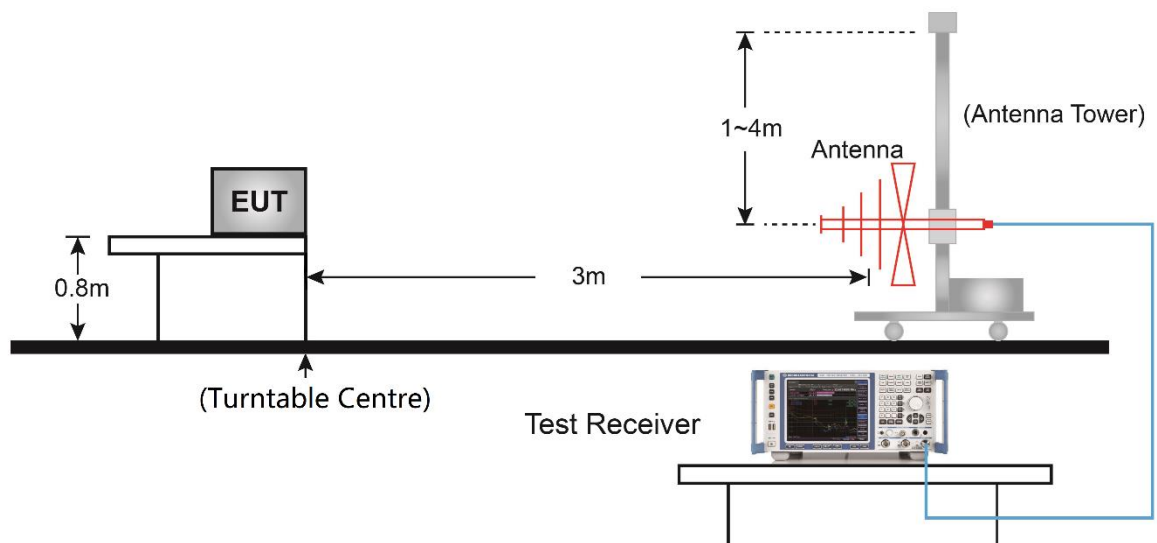 (Antenna Tower)
1~4m
Antenna
EUT
0.8m
3m
(Turntable Centre)
Test Receiver